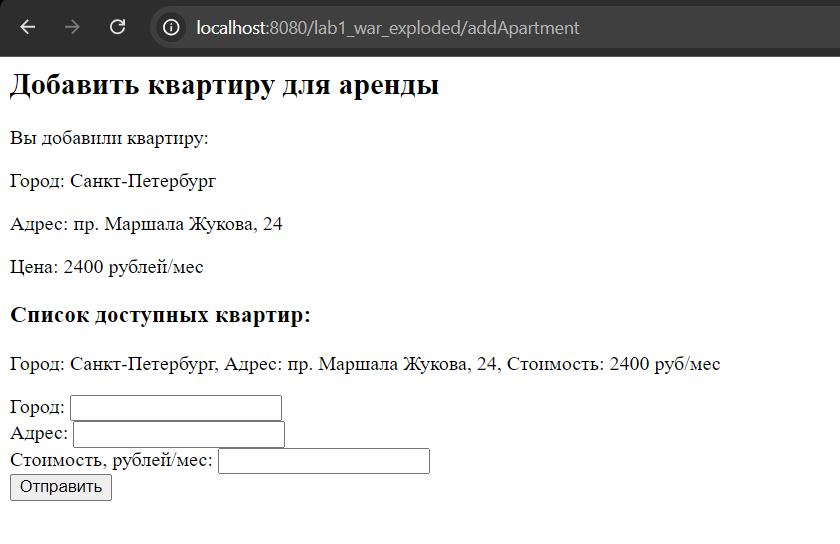 localhost:8080/lab1_war_exploded/addApartment
Добавить квартиру для аренды
Вы добавили квартиру:
Город: Санкт-Петербург
Адрес: пр. Маршала Жукова, 24
Цена: 2400 рублей/мес
Список доступных квартир:
Город: Санкт-Петербург, Адрес: пр. Маршала Жукова, 24, Стоимость: 2400 руб/мес
Город:
Адрес:
Стоимость, рублей/мес:
Отправить